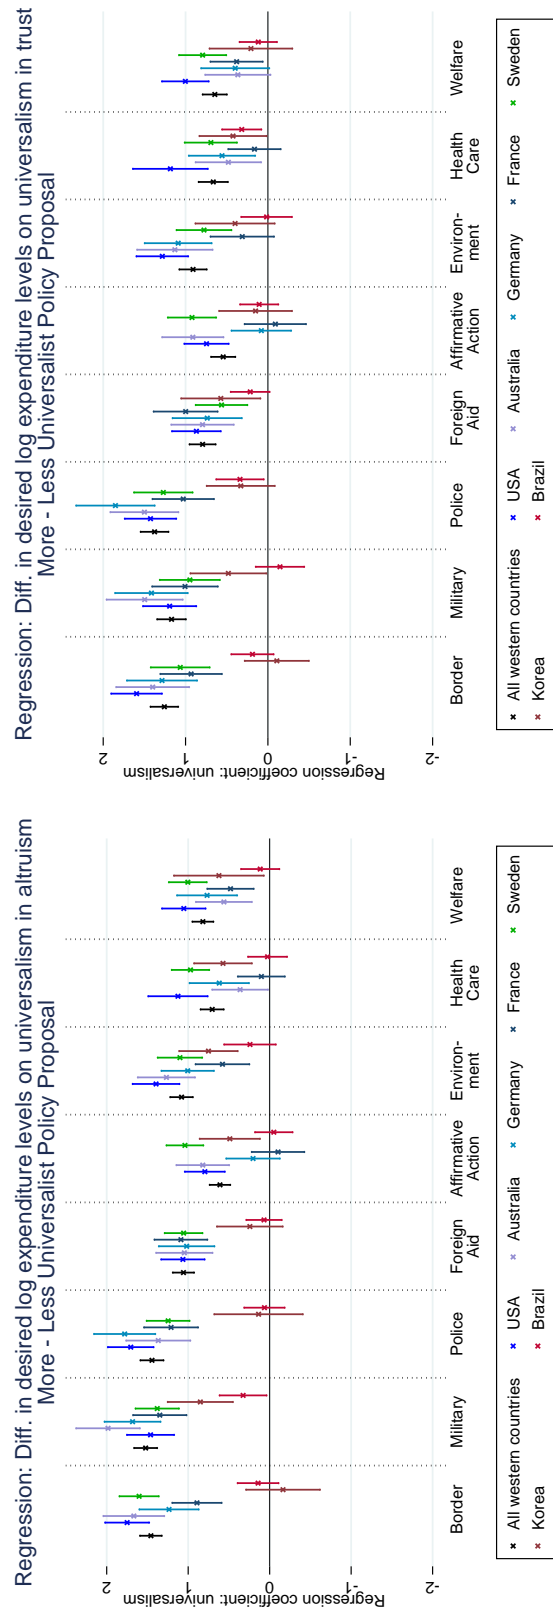 Regression: Diff. in desired log expenditure levels on universalism in altruism
More - Less Universalist Policy Proposal
Regression coefficient: universalism
2
1
0
-1
-2
Border
Military
Police
Foreign
Aid
Affirmative
Action
Environ-
ment
Health
Care
Welfare
All western countries
USA
Australia
Germany
France
Sweden
Korea
Brazil
Regression: Diff. in desired log expenditure levels on universalism in trust
More - Less Universalist Policy Proposal
Regression coefficient: universalism
2
1
0
-1
-2
Border
Military
Police
Foreign
Aid
Affirmative
Action
Environ-
ment
Health
Care
Welfare
All western countries
USA
Australia
Germany
France
Sweden
Korea
Brazil